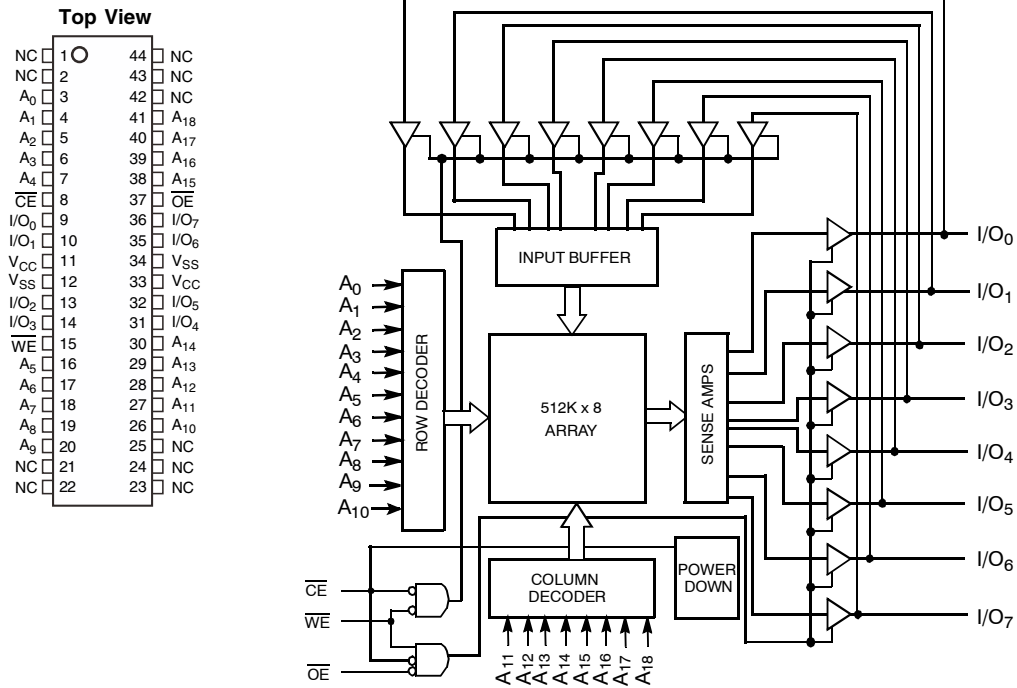 Top View
NC 1 44 NC
NC 2 43 NC
A0 3 42 NC
A1 4 41 A18
A2 5 40 A17
A3 6 39 A16
A4 7 38 A15
C̅E̅ 8 37 O̅E̅
I/O0 9 36 I/O7
I/O1 10 35 I/O6
VCC 11 34 VSS
VSS 12 33 VCC
I/O2 13 32 I/O5
I/O3 14 31 I/O4
W̅E̅ 15 30 A14
A5 16 29 A13
A6 17 28 A12
A7 18 27 A11
A8 19 26 A10
A9 20 25 NC
NC 21 24 NC
NC 22 23 NC
INPUT BUFFER
A0
A1
A2
A3
A4
A5
A6
A7
A8
A9
A10
ROW DECODER
512K x 8
ARRAY
SENSE AMPS
I/O0
I/O1
I/O2
I/O3
I/O4
I/O5
I/O6
I/O7
COLUMN
DECODER
POWER
DOWN
C̅E̅
W̅E̅
O̅E̅
A11
A12
A13
A14
A15
A16
A17
A18